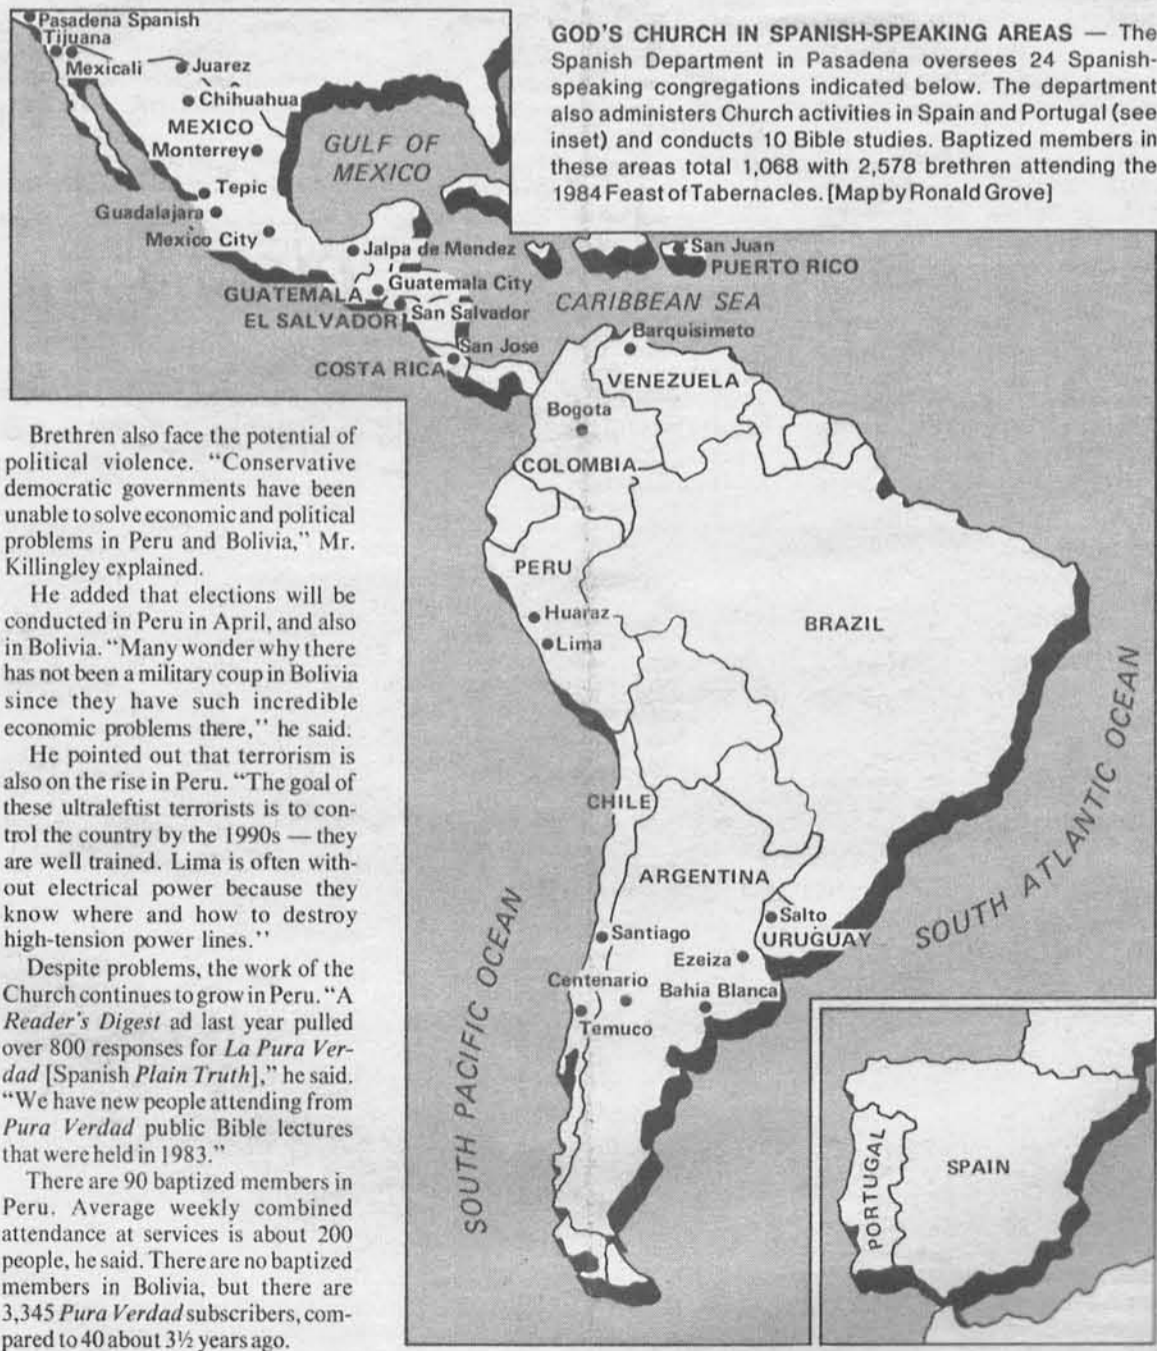 GOD'S CHURCH IN SPANISH-SPEAKING AREAS — The
Spanish Department in Pasadena oversees 24 Spanish-
speaking congregations indicated below. The department
also administers Church activities in Spain and Portugal (see
inset) and conducts 10 Bible studies. Baptized members in
these areas total 1,068 with 2,578 brethren attending the
1984 Feast of Tabernacles. [Map by Ronald Grove]
Pasadena Spanish
Tijuana
Mexicali
Juarez
Chihuahua
MEXICO
Monterrey
GULF OF
MEXICO
Tepic
Guadalajara
Mexico City
Jalpa de Mendez
San Juan
PUERTO RICO
Guatemala City
GUATEMALA
CARIBBEAN SEA
San Salvador
EL SALVADOR
Barquisimeto
San Jose
COSTA RICA
VENEZUELA
Bogota
COLOMBIA
PERU
Huaraz
Lima
BRAZIL
CHILE
ARGENTINA
Salto
URUGUAY
Santiago
Ezeiza
Centenario
Bahia Blanca
Temuco
SOUTH PACIFIC OCEAN
SOUTH ATLANTIC OCEAN
PORTUGAL
SPAIN
Brethren also face the potential of
political violence. "Conservative
democratic governments have been
unable to solve economic and political
problems in Peru and Bolivia," Mr.
Killingley explained.
He added that elections will be
conducted in Peru in April, and also
in Bolivia. "Many wonder why there
has not been a military coup in Bolivia
since they have such incredible
economic problems there," he said.
He pointed out that terrorism is
also on the rise in Peru. "The goal of
these ultraleftist terrorists is to con-
trol the country by the 1990s — they
are well trained. Lima is often with-
out electrical power because they
know where and how to destroy
high-tension power lines."
Despite problems, the work of the
Church continues to grow in Peru. "A
Reader's Digest ad last year pulled
over 800 responses for La Pura Ver-
dad [Spanish Plain Truth]," he said.
"We have new people attending from
Pura Verdad public Bible lectures
that were held in 1983."
There are 90 baptized members in
Peru. Average weekly combined
attendance at services is about 200
people, he said. There are no baptized
members in Bolivia, but there are
3,345 Pura Verdad subscribers, com-
pared to 40 about 3½ years ago.